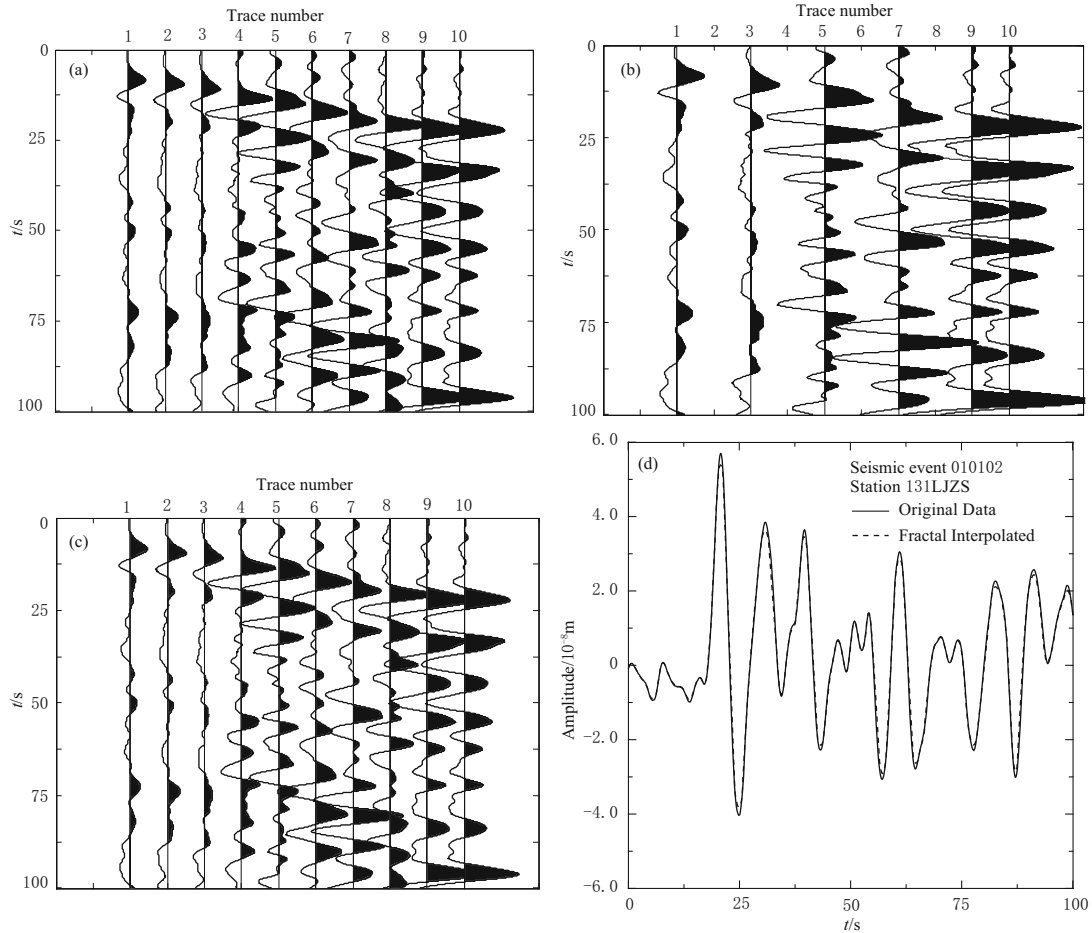 Trace number
1 2 3 4 5 6 7 8 9 10
(a)
0
25
50
75
100
t/s
Trace number
1 2 3 4 5 6 7 8 9 10
(b)
0
25
50
75
100
t/s
Trace number
1 2 3 4 5 6 7 8 9 10
(c)
0
25
50
75
100
t/s
6.0
4.0
2.0
0
-2.0
-4.0
-6.0
Amplitude/10⁻⁸m
(d)
Seismic event 010102
Station 131LJZS
Original Data
Fractal Interpolated
0 25 50 75 100
t/s